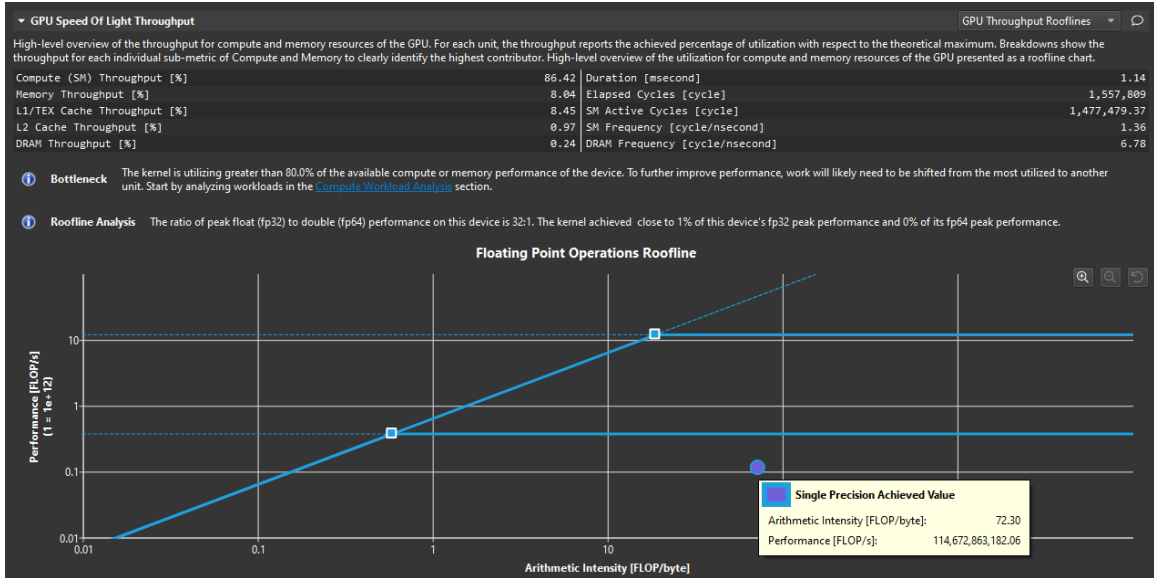 GPU Speed Of Light Throughput
GPU Throughput Rooflines
High-level overview of the throughput for compute and memory resources of the GPU. For each unit, the throughput reports the achieved percentage of utilization with respect to the theoretical maximum. Breakdowns show the
throughput for each individual sub-metric of Compute and Memory to clearly identify the highest contributor. High-level overview of the utilization for compute and memory resources of the GPU presented as a roofline chart.
Compute (SM) Throughput [%] 86.42 Duration [msecond] 1.14
Memory Throughput [%] 8.04 Elapsed Cycles [cycle] 1,557,809
L1/TEX Cache Throughput [%] 8.45 SM Active Cycles [cycle] 1,477,479.37
L2 Cache Throughput [%] 0.97 SM Frequency [cycle/nsecond] 1.36
DRAM Throughput [%] 0.24 DRAM Frequency [cycle/nsecond] 6.78
Bottleneck
The kernel is utilizing greater than 80.0% of the available compute or memory performance of the device. To further improve performance, work will likely need to be shifted from the most utilized to another
unit. Start by analyzing workloads in the Compute Workload Analysis section.
Roofline Analysis The ratio of peak float (fp32) to double (fp64) performance on this device is 32:1. The kernel achieved close to 1% of this device's fp32 peak performance and 0% of its fp64 peak performance.
Floating Point Operations Roofline
Performance [FLOP/s]
(1 = 1e+12)
10
1
0.1
0.01
0.01 0.1 1 10
Arithmetic Intensity [FLOP/byte]
Single Precision Achieved Value
Arithmetic Intensity [FLOP/byte]: 72.30
Performance [FLOP/s]: 114,672,863,182.06